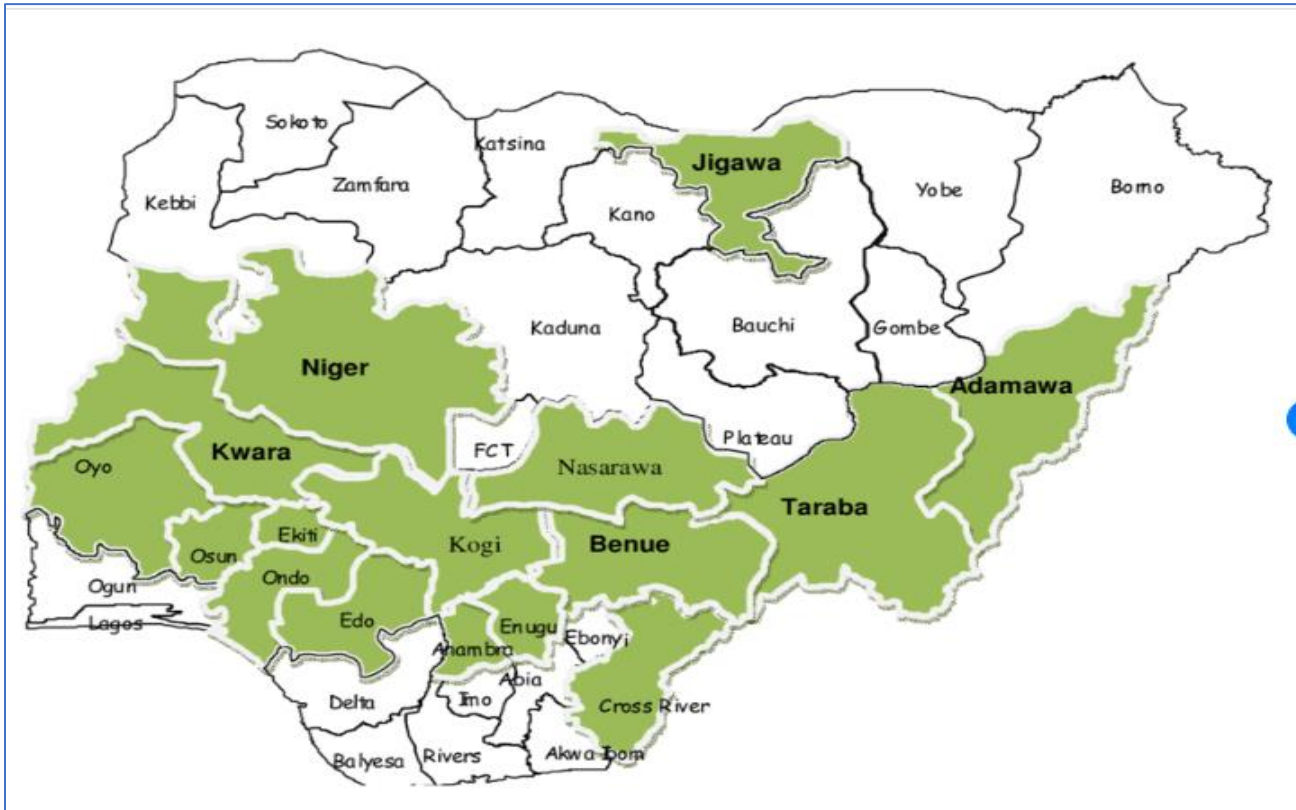 Sokoto
Katsina
Jigawa
Zamfara
Yobe
Borno
Kebbi
Kano
Kaduna
Bauchi
Gombe
Niger
Adamawa
Plateau
FCT
Kwara
Oyo
Nasarawa
Taraba
Ekiti
Kogi
Benue
Osun
Ondo
Ogun
Edo
Enugu
Lagos
Ebonyi
Anambra
Abia
Delta
Imo
Cross River
Balyesa
Rivers
Akwa Ibom